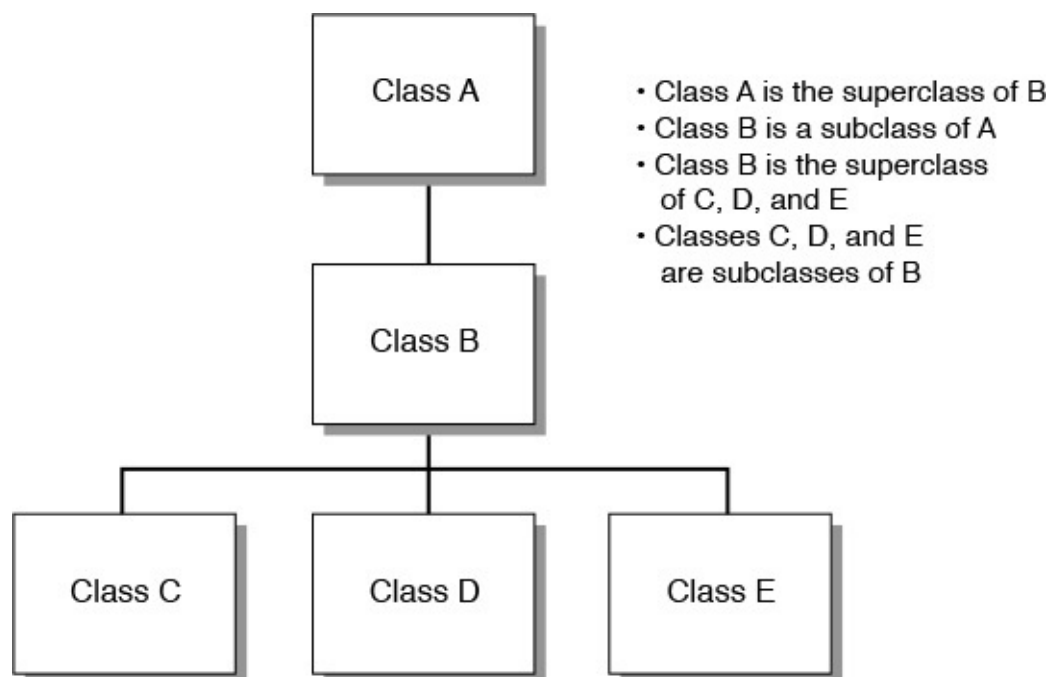 Class A
• Class A is the superclass of B
• Class B is a subclass of A
• Class B is the superclass
of C, D, and E
• Classes C, D, and E
are subclasses of B
Class B
Class C
Class D
Class E